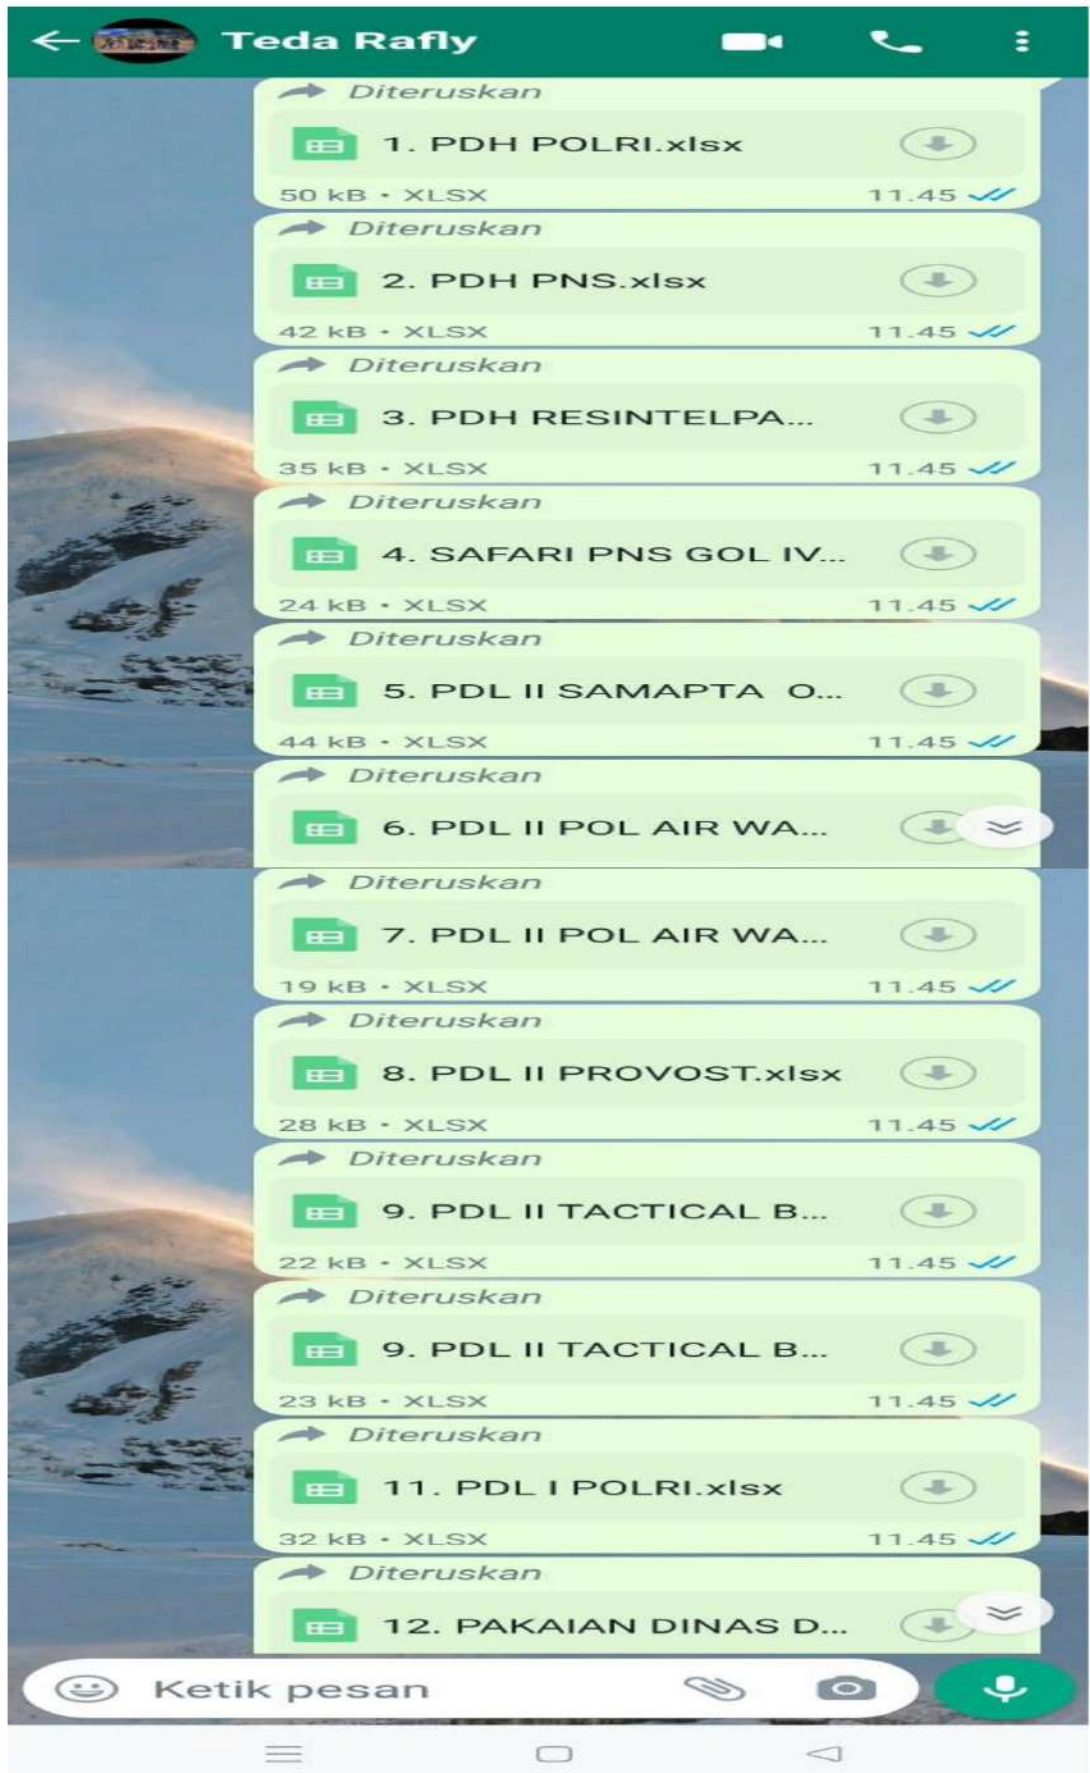 Teda Rafly
Diteruskan
1. PDH POLRI.xlsx
50 kB • XLSX 11.45
Diteruskan
2. PDH PNS.xlsx
42 kB • XLSX 11.45
Diteruskan
3. PDH RESINTELPA...
35 kB • XLSX 11.45
Diteruskan
4. SAFARI PNS GOL IV...
24 kB • XLSX 11.45
Diteruskan
5. PDL II SAMAPTA O...
44 kB • XLSX 11.45
Diteruskan
6. PDL II POL AIR WA...
Diteruskan
7. PDL II POL AIR WA...
19 kB • XLSX 11.45
Diteruskan
8. PDL II PROVOST.xlsx
28 kB • XLSX 11.45
Diteruskan
9. PDL II TACTICAL B...
22 kB • XLSX 11.45
Diteruskan
9. PDL II TACTICAL B...
23 kB • XLSX 11.45
Diteruskan
11. PDL I POLRI.xlsx
32 kB • XLSX 11.45
Diteruskan
12. PAKAIAN DINAS D...
Ketik pesan